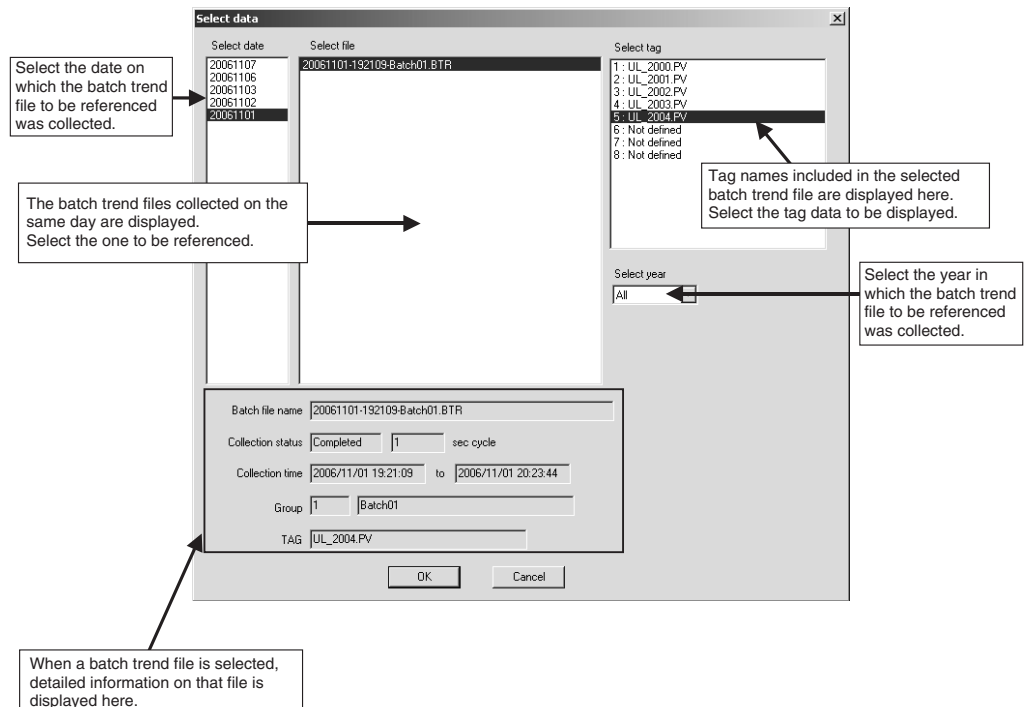 Select data
Select date
Select file
Select tag
20061107
20061106
20061103
20061102
20061101
20061101-192109-Batch01.BTR
1 : UL_2000.PV
2 : UL_2001.PV
3 : UL_2002.PV
4 : UL_2003.PV
5 : UL_2004.PV
6 : Not defined
7 : Not defined
8 : Not defined
Select the date on
which the batch trend
file to be referenced
was collected.
Tag names included in the selected
batch trend file are displayed here.
Select the tag data to be displayed.
The batch trend files collected on the
same day are displayed.
Select the one to be referenced.
Select year
All
Select the year in
which the batch trend
file to be referenced
was collected.
Batch file name 20061101-192109-Batch01.BTR
Collection status Completed 1 sec cycle
Collection time 2006/11/01 19:21:09 to 2006/11/01 20:23:44
Group 1 Batch01
TAG UL_2004.PV
OK Cancel
When a batch trend file is selected,
detailed information on that file is
displayed here.